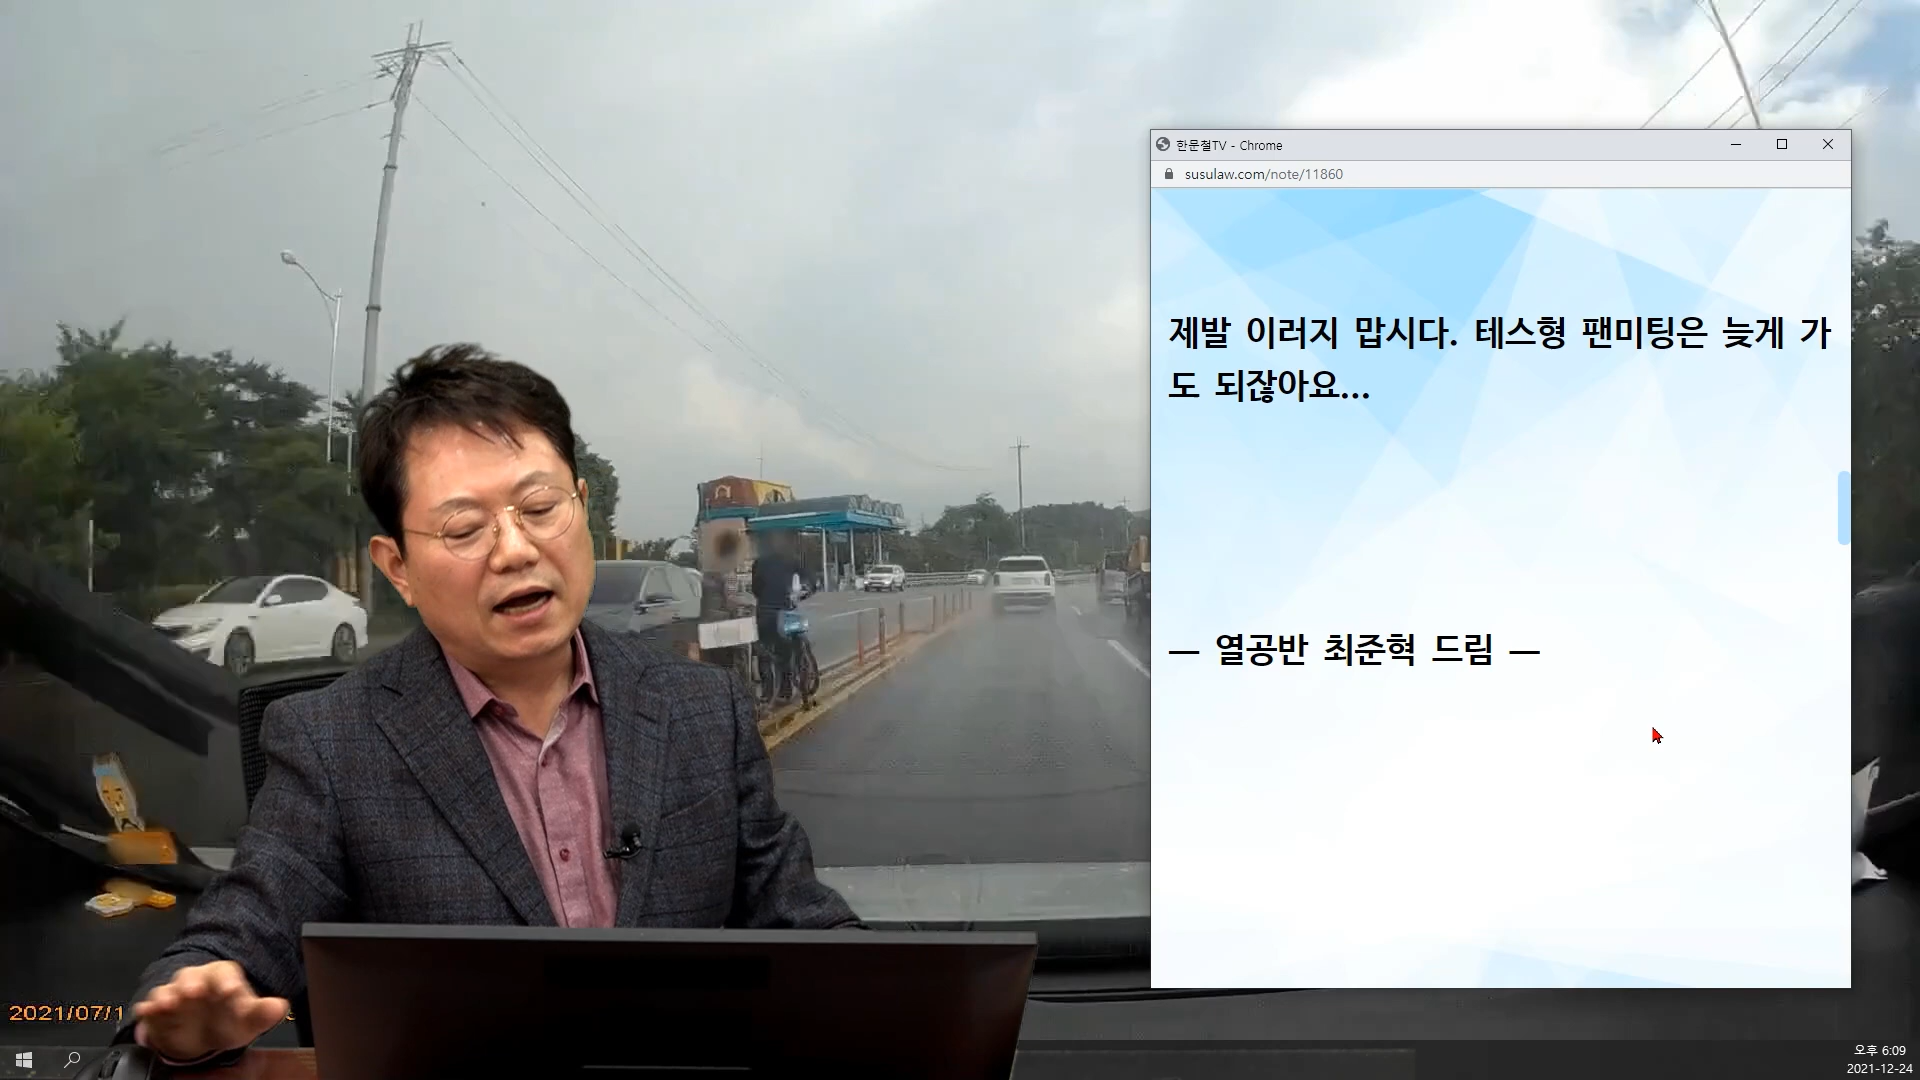 한문철TV - Chrome
susulaw.com/note/11860
제발 이러지 맙시다. 테스형 팬미팅은 늦게 가
도 되잖아요...
— 열공반 최준혁 드림 —
2021/07/1
오후 6:09
2021-12-24